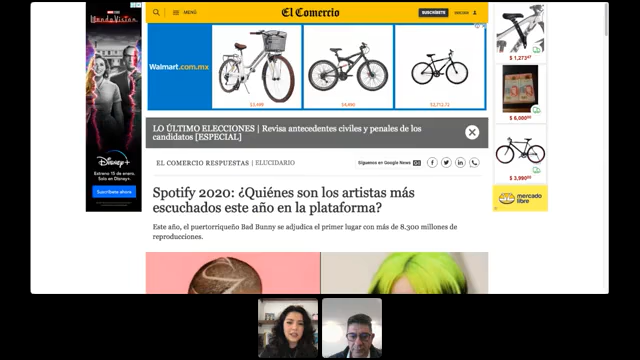 MENÚ
El Comercio
SUSCRÍBETE
Walmart.com.mx
LO ÚLTIMO ELECCIONES | Revisa antecedentes civiles y penales de los
candidatos [ESPECIAL]
EL COMERCIO RESPUESTAS | ELUCIDARIO
Síguenos en Google News
Spotify 2020: ¿Quiénes son los artistas más
escuchados este año en la plataforma?
Este año, el puertorriqueño Bad Bunny se adjudica el primer lugar con más de 8.300 millones de
reproducciones.
WandaVision
Disney+
Estreno 15 de enero.
Solo en Disney+.
Suscríbete ahora
$ 6,000
$ 3,990
mercado
libre